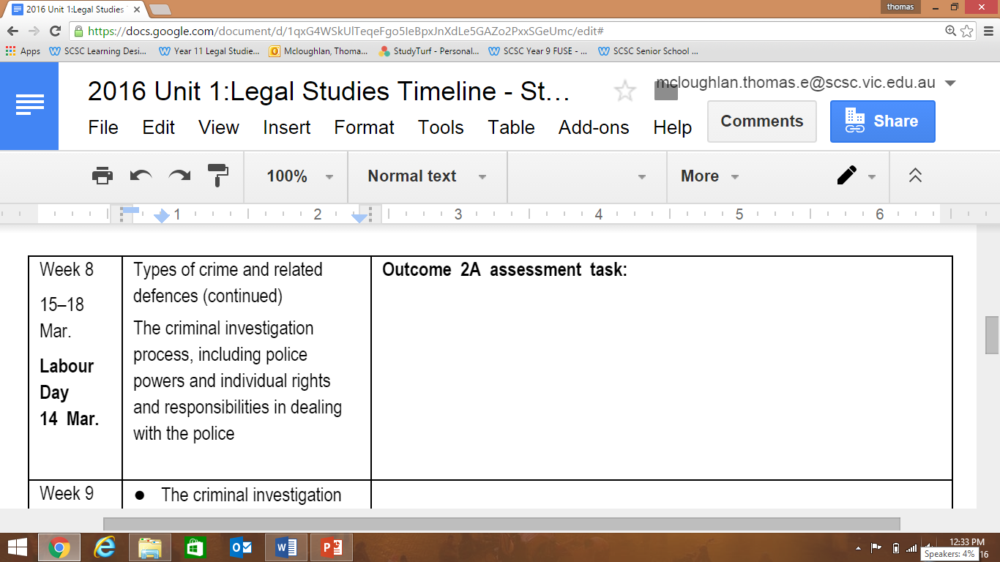 2016 Unit 1:Legal Studies
thomas
https://docs.google.com/document/d/1qxG4WSkUlTeqeFgo5IeBpxJnXdLe5GAZo2PxxSGeUmc/edit#
Apps SCSC Learning Desi... Year 11 Legal Studie... Mcloughlan, Thoma... StudyTurf - Personal... SCSC Year 9 FUSE - ... SCSC Senior School ...
2016 Unit 1:Legal Studies Timeline - St...
mcloughlan.thomas.e@scsc.vic.edu.au
File Edit View Insert Format Tools Table Add-ons Help
Comments
Share
100% Normal text More
1 2 3 4 5 6
Week 8
15–18
Mar.
Labour
Day
14 Mar.
Types of crime and related
defences (continued)
The criminal investigation
process, including police
powers and individual rights
and responsibilities in dealing
with the police
Outcome 2A assessment task:
Week 9
● The criminal investigation
12:33 PM
16
Speakers: 4%